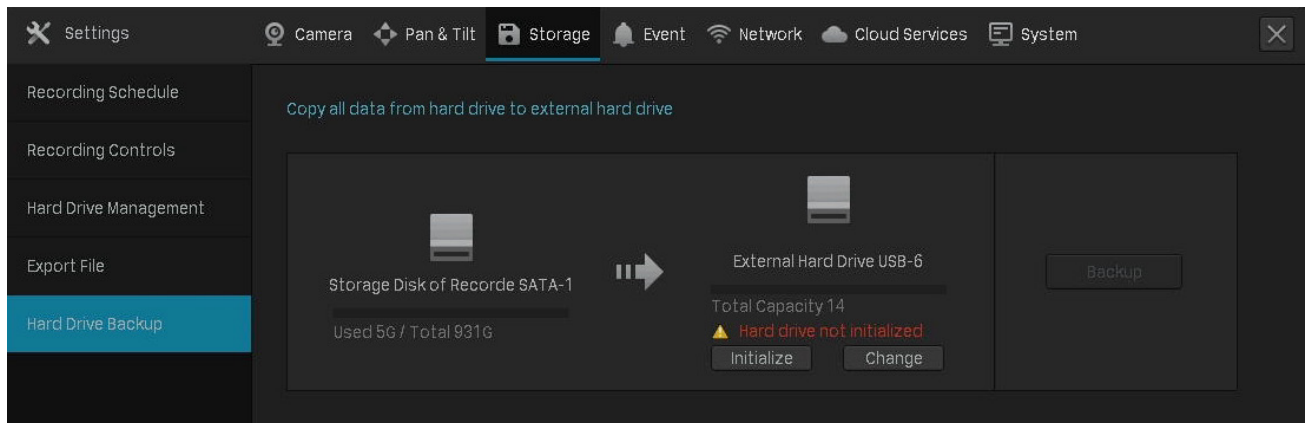 Settings
Camera
Pan & Tilt
Storage
Event
Network
Cloud Services
System
Recording Schedule
Recording Controls
Hard Drive Management
Export File
Hard Drive Backup
Copy all data from hard drive to external hard drive
Storage Disk of Recorde SATA-1
Used 5G / Total 931G
External Hard Drive USB-6
Total Capacity 14
Hard drive not initialized
Initialize
Change
Backup